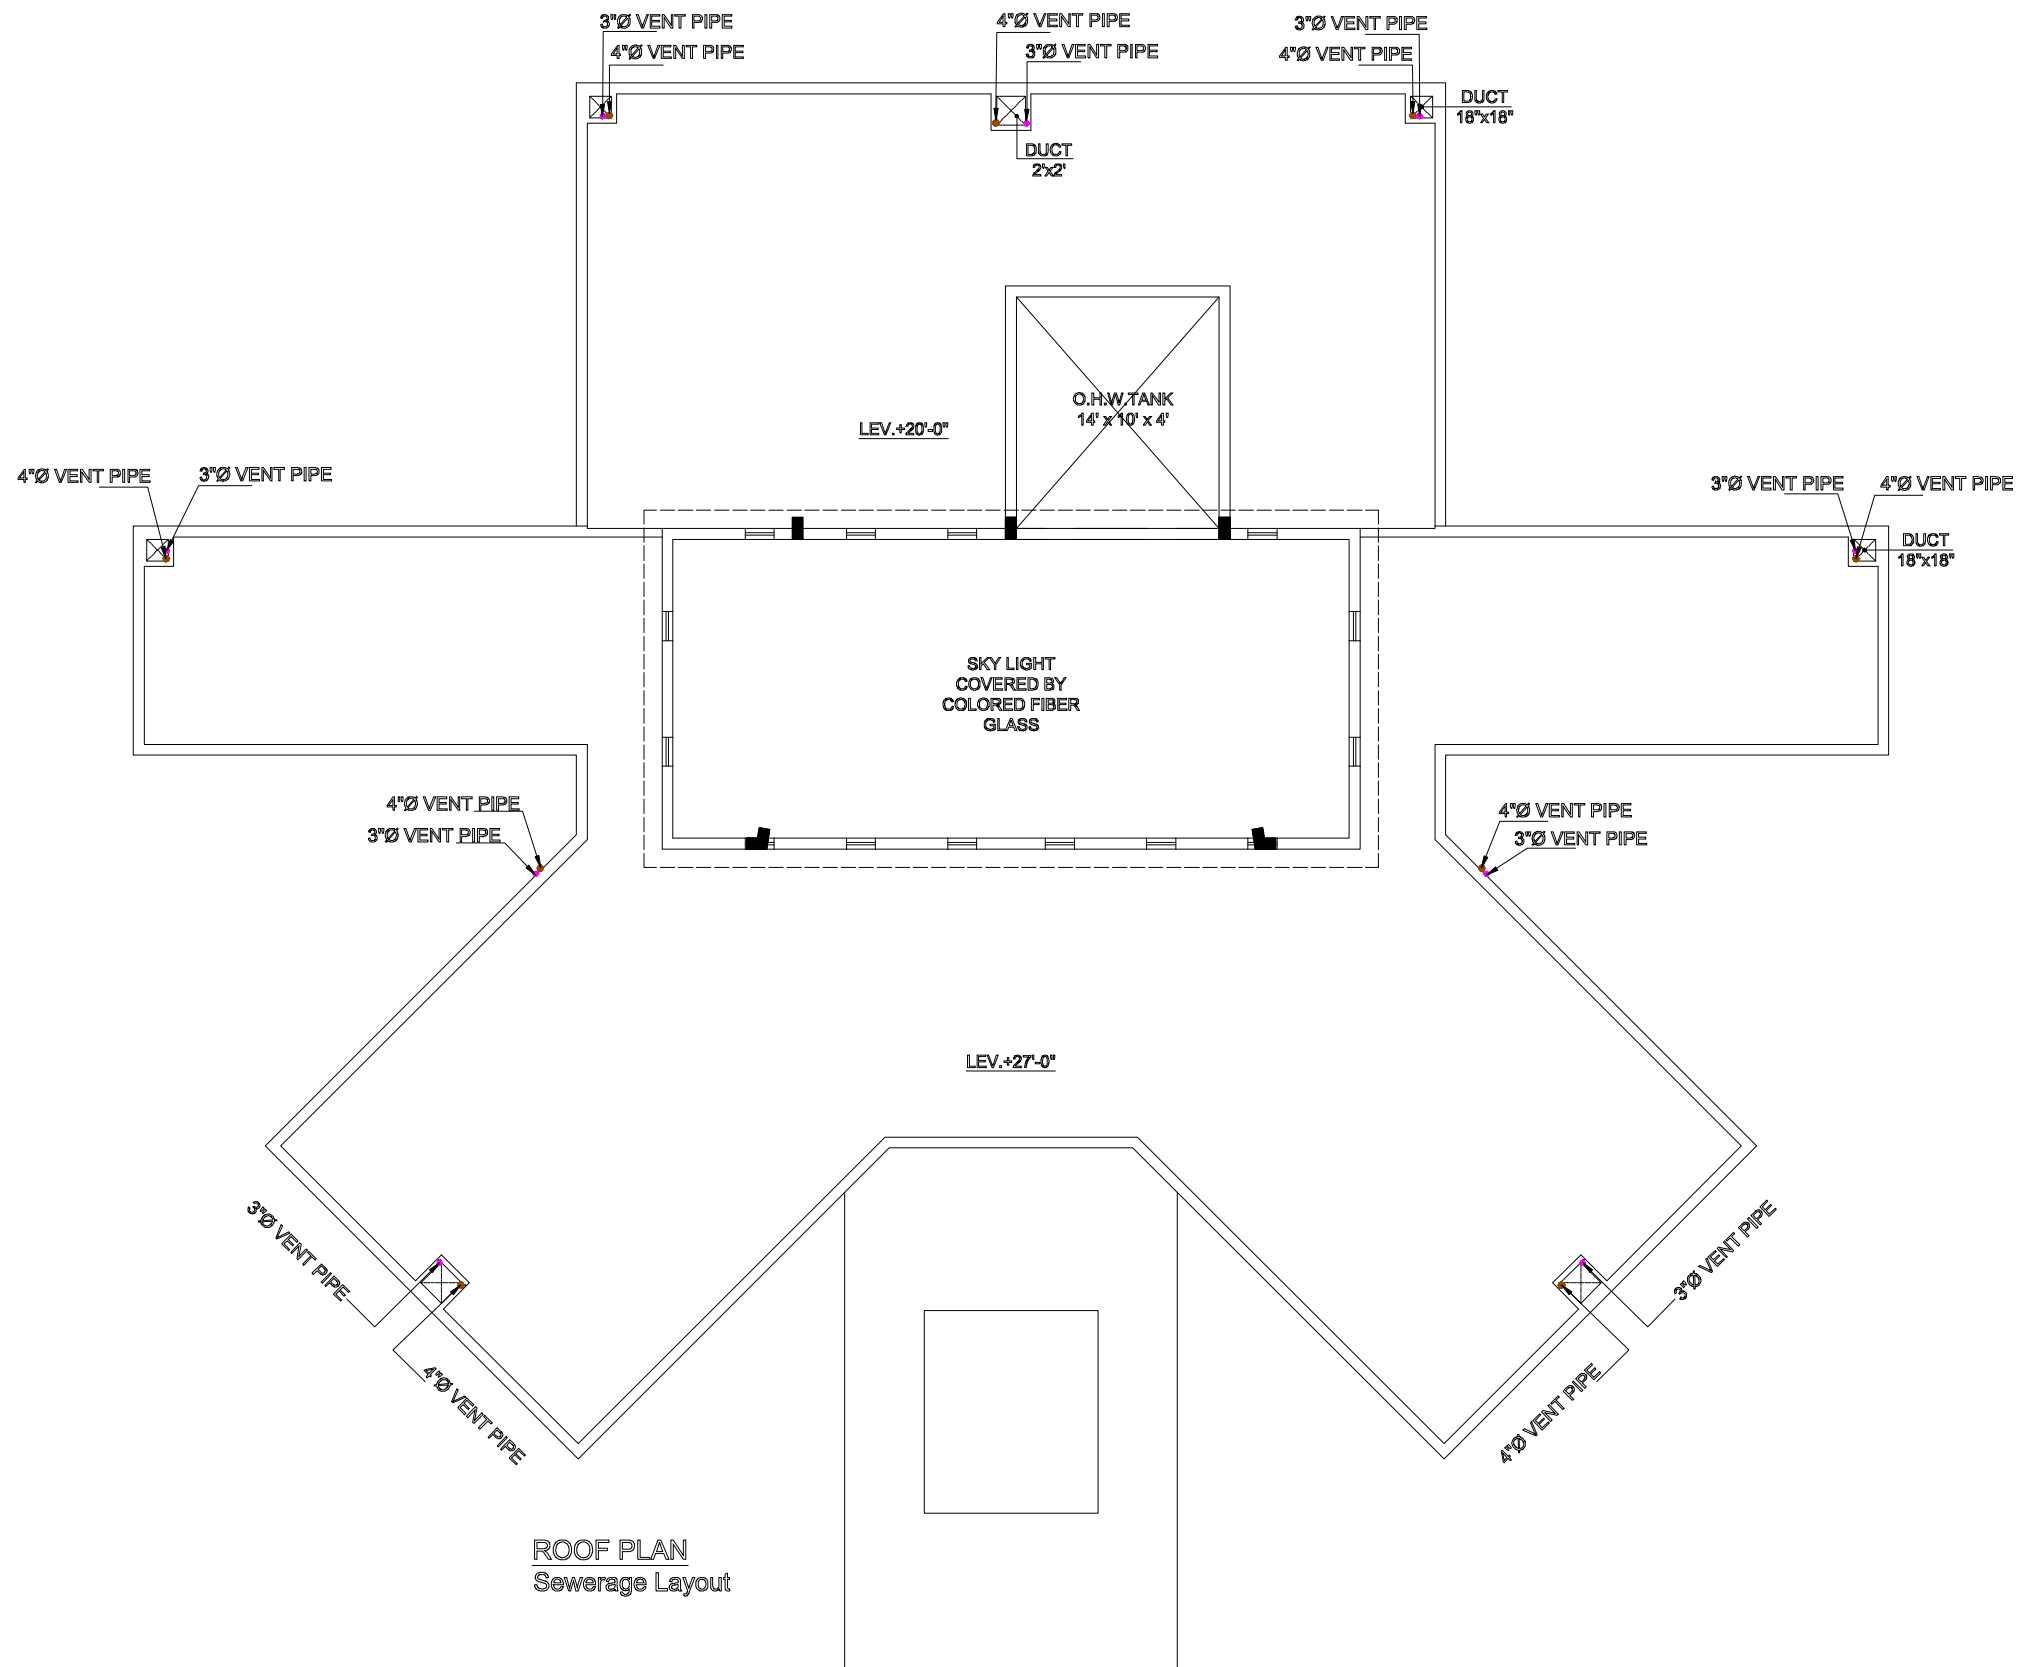 3"Ø VENT PIPE
4"Ø VENT PIPE
4"Ø VENT PIPE
3"Ø VENT PIPE
3"Ø VENT PIPE
4"Ø VENT PIPE
DUCT
18"x18"
DUCT
2'x2'
O.H.W.TANK
14' x 10' x 4'
LEV.+20'-0"
4"Ø VENT PIPE
3"Ø VENT PIPE
3"Ø VENT PIPE
4"Ø VENT PIPE
DUCT
18"x18"
SKY LIGHT
COVERED BY
COLORED FIBER
GLASS
4"Ø VENT PIPE
3"Ø VENT PIPE
4"Ø VENT PIPE
3"Ø VENT PIPE
LEV.+27'-0"
3"Ø VENT PIPE
4"Ø VENT PIPE
3"Ø VENT PIPE
4"Ø VENT PIPE
ROOF PLAN
Sewerage Layout